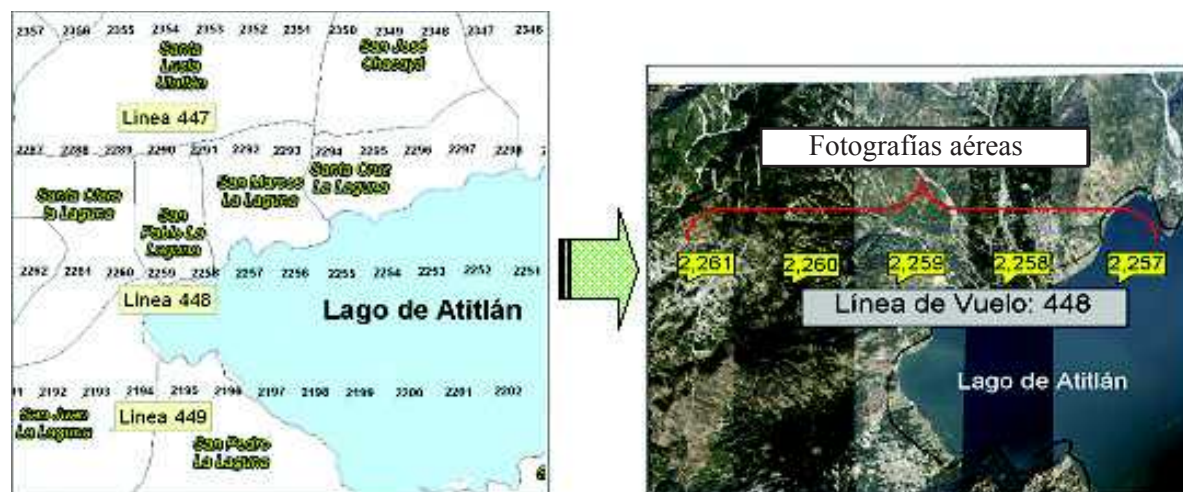 2357 2356 2355 2354 2353 2352 2351 2350 2349 2348 2347 2346
Santa
Lucía
Utatlán
San José
Chacayá
Línea 447
2287 2288 2289 2290 2291 2292 2293 2294 2295 2296 2297 2298
Santa Clara
la Laguna
San
Pablo La
Laguna
San Marcos
La Laguna
Santa Cruz
La Laguna
2262 2261 2260 2259 2258 2257 2256 2255 2254 2253 2252 2251
Línea 448
Lago de Atitlán
2192 2193 2194 2195 2196 2197 2198 2199 2200 2201 2202
San Juan
La Laguna
Línea 449
San Pedro
La Laguna
Fotografías aéreas
2,261 2,260 2,259 2,258 2,257
Línea de Vuelo: 448
Lago de Atitlán